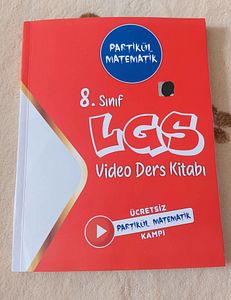 PARTİKÜL
MATEMATİK
8. Sınıf
LGS
Video Ders Kitabı
ÜCRETSİZ
PARTİKÜL MATEMATİK
KAMPI